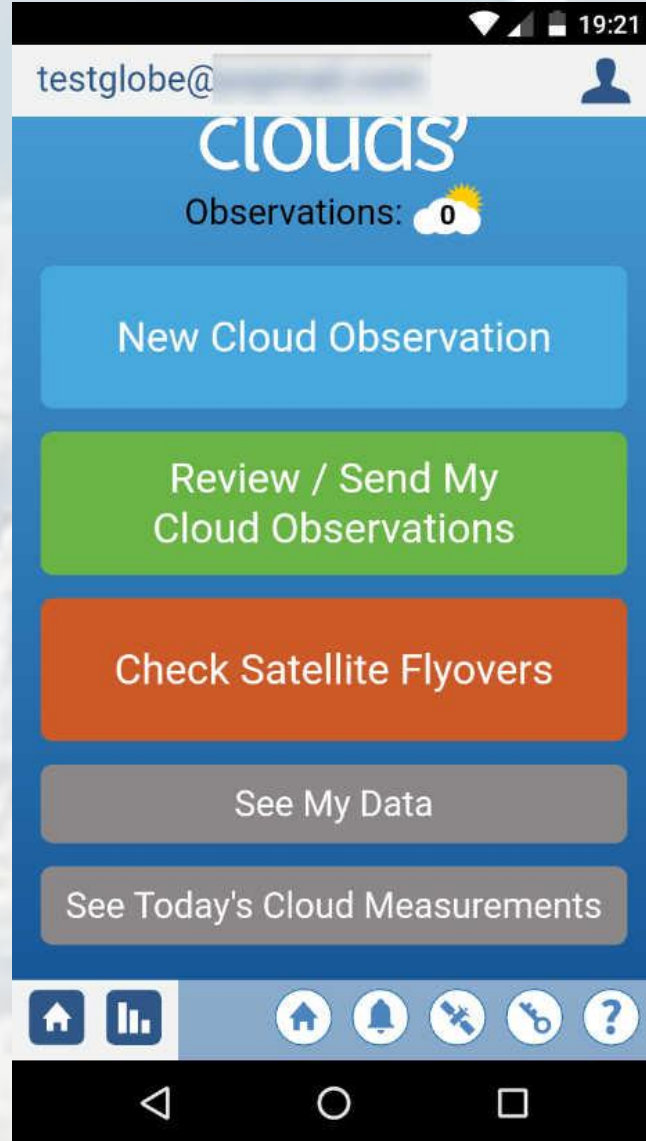 19:21
testglobe@
clouds
Observations: 0
New Cloud Observation
Review / Send My
Cloud Observations
Check Satellite Flyovers
See My Data
See Today's Cloud Measurements
?